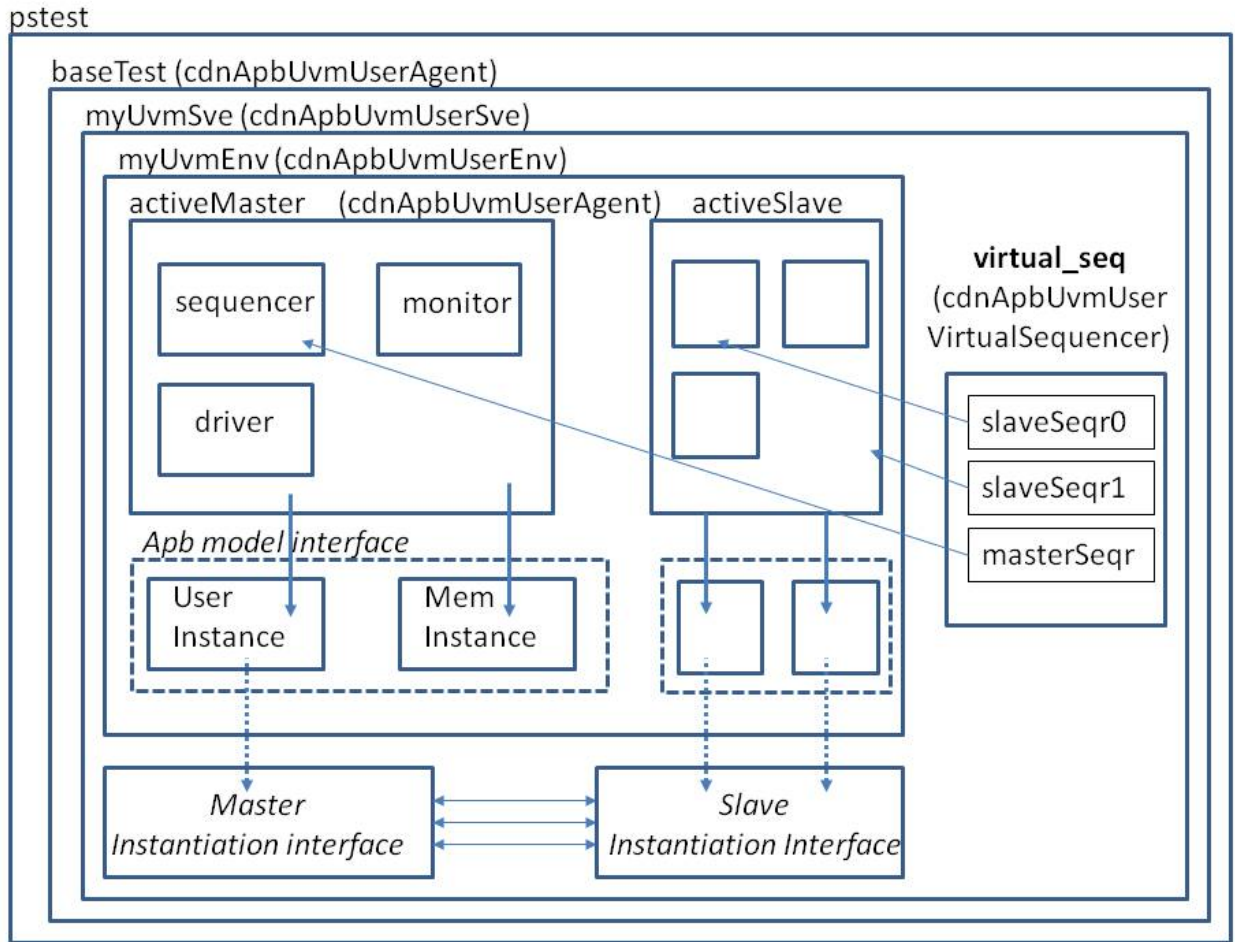 pstest
baseTest (cdnApbUvmUserAgent)
myUvmSve (cdnApbUvmUserSve)
myUvmEnv (cdnApbUvmUserEnv)
activeMaster (cdnApbUvmUserAgent) activeSlave
sequencer
monitor
driver
virtual_seq
(cdnApbUvmUser
VirtualSequencer)
slaveSeqr0
slaveSeqr1
masterSeqr
Apb model interface
User
Instance
Mem
Instance
Master
Instantiation interface
Slave
Instantiation Interface